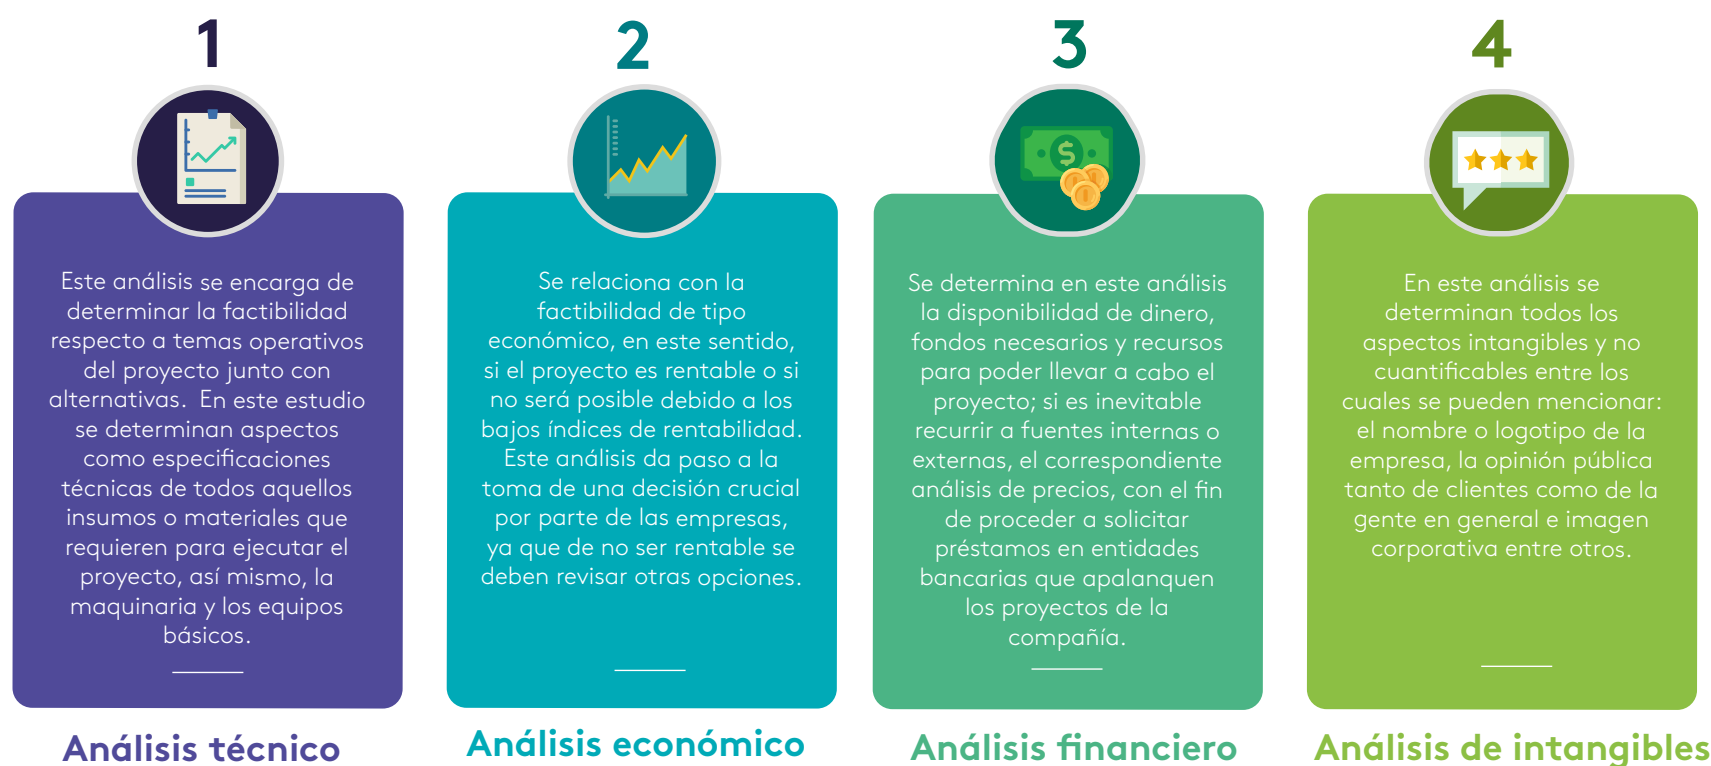 1
Este análisis se encarga de
determinar la factibilidad
respecto a temas operativos
del proyecto junto con
alternativas. En este estudio
se determinan aspectos
como especificaciones
técnicas de todos aquellos
insumos o materiales que
requieren para ejecutar el
proyecto, así mismo, la
maquinaria y los equipos
básicos.
Análisis técnico
2
Se relaciona con la
factibilidad de tipo
económico, en este sentido,
si el proyecto es rentable o si
no será posible debido a los
bajos índices de rentabilidad.
Este análisis da paso a la
toma de una decisión crucial
por parte de las empresas,
ya que de no ser rentable se
deben revisar otras opciones.
Análisis económico
3
$
Se determina en este análisis
la disponibilidad de dinero,
fondos necesarios y recursos
para poder llevar a cabo el
proyecto; si es inevitable
recurrir a fuentes internas o
externas, el correspondiente
análisis de precios, con el fin
de proceder a solicitar
préstamos en entidades
bancarias que apalanquen
los proyectos de la
compañía.
Análisis financiero
4
En este análisis se
determinan todos los
aspectos intangibles y no
cuantificables entre los
cuales se pueden mencionar:
el nombre o logotipo de la
empresa, la opinión pública
tanto de clientes como de la
gente en general e imagen
corporativa entre otros.
Análisis de intangibles